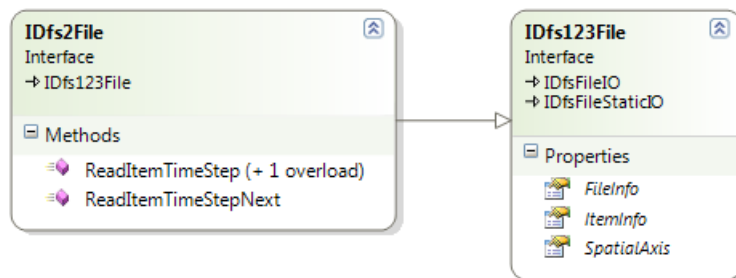 IDfs2File
Interface
IDfs123File
Methods
ReadItemTimeStep (+ 1 overload)
ReadItemTimeStepNext
IDfs123File
Interface
IDfsFileIO
IDfsFileStaticIO
Properties
FileInfo
ItemInfo
SpatialAxis